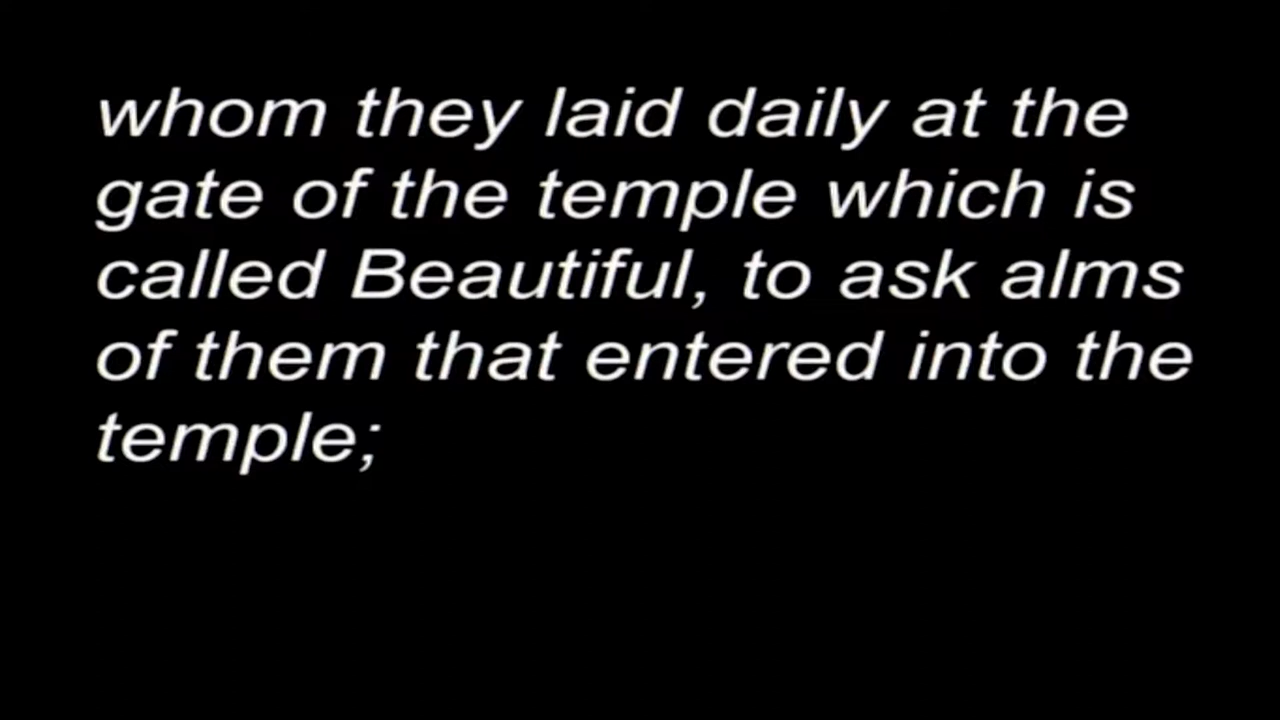 whom they laid daily at the
gate of the temple which is
called Beautiful, to ask alms
of them that entered into the
temple;